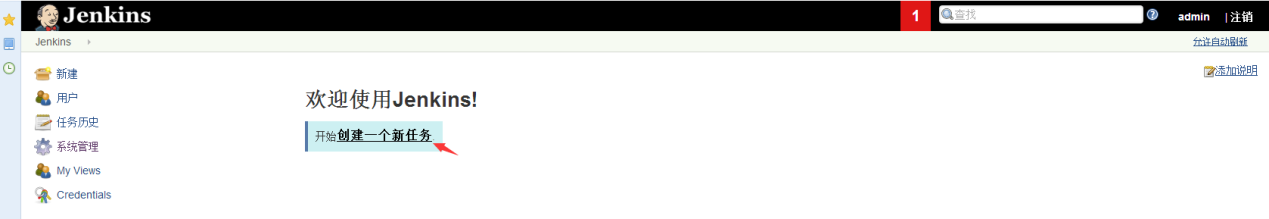 Jenkins
1
查找
admin | 注销
Jenkins
允许自动刷新
新建
用户
任务历史
系统管理
My Views
Credentials
添加说明
欢迎使用Jenkins!
开始创建一个新任务.